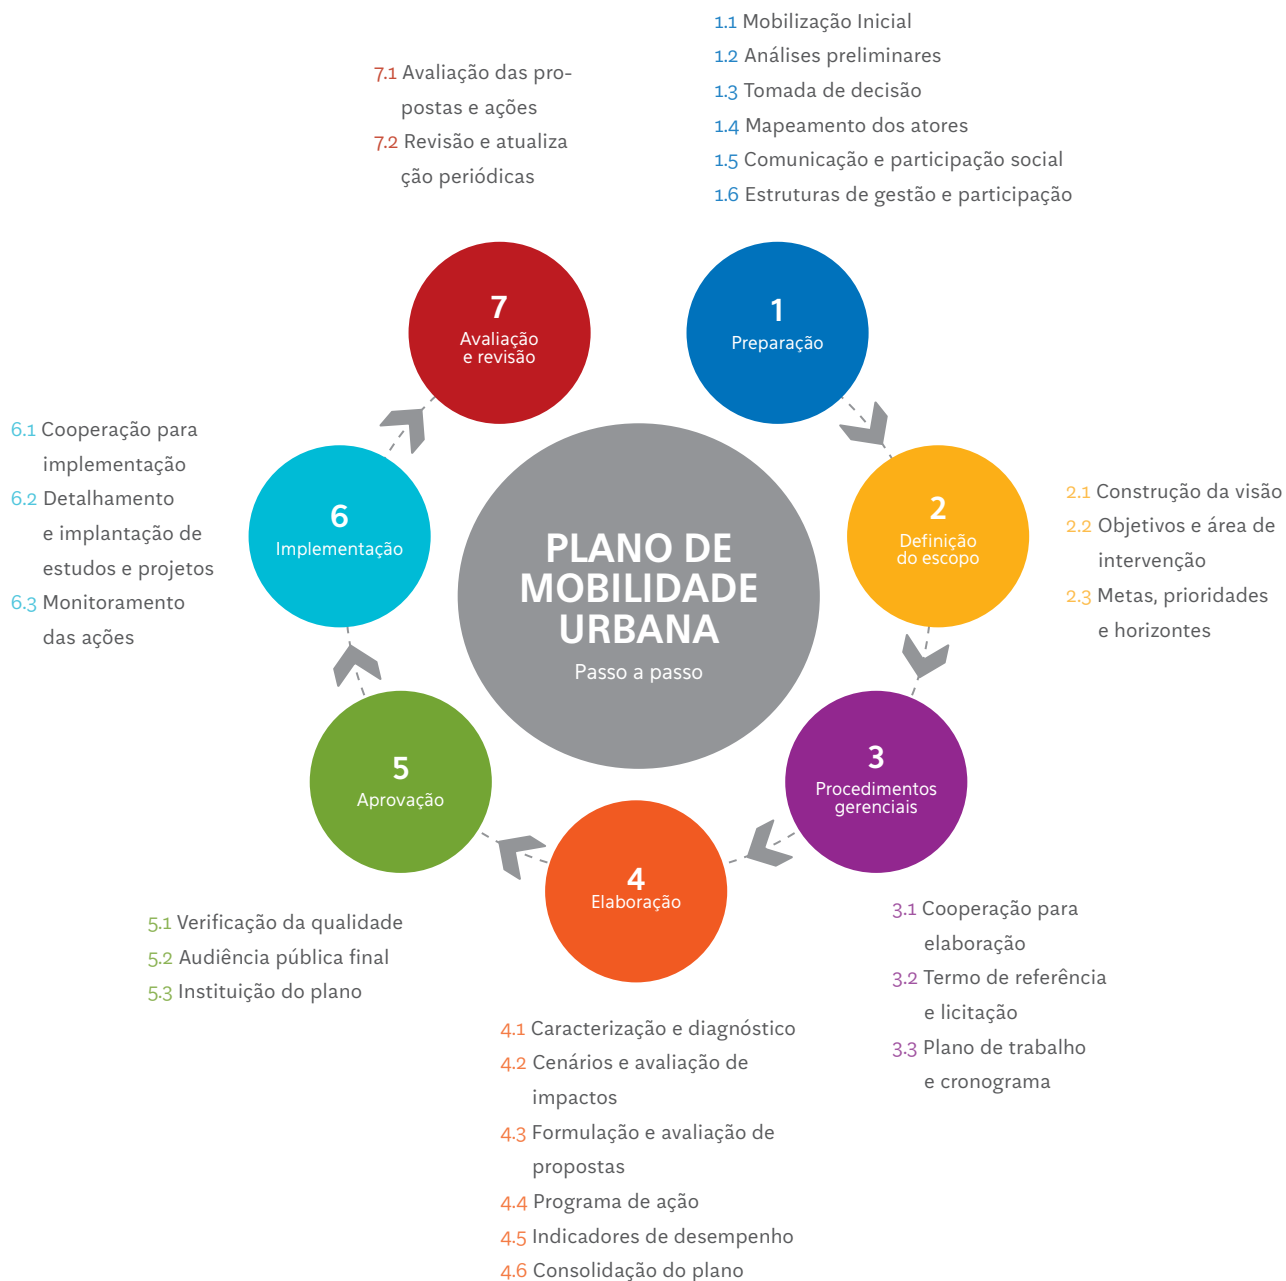 PLANO DE
MOBILIDADE
URBANA
Passo a passo
1
Preparação
1.1 Mobilização Inicial
1.2 Análises preliminares
1.3 Tomada de decisão
1.4 Mapeamento dos atores
1.5 Comunicação e participação social
1.6 Estruturas de gestão e participação
2
Definição
do escopo
2.1 Construção da visão
2.2 Objetivos e área de
intervenção
2.3 Metas, prioridades
e horizontes
3
Procedimentos
gerenciais
3.1 Cooperação para
elaboração
3.2 Termo de referência
e licitação
3.3 Plano de trabalho
e cronograma
4
Elaboração
4.1 Caracterização e diagnóstico
4.2 Cenários e avaliação de
impactos
4.3 Formulação e avaliação de
propostas
4.4 Programa de ação
4.5 Indicadores de desempenho
4.6 Consolidação do plano
5
Aprovação
5.1 Verificação da qualidade
5.2 Audiência pública final
5.3 Instituição do plano
6
Implementação
6.1 Cooperação para
implementação
6.2 Detalhamento
e implantação de
estudos e projetos
6.3 Monitoramento
das ações
7
Avaliação
e revisão
7.1 Avaliação das pro-
postas e ações
7.2 Revisão e atualiza
ção periódicas